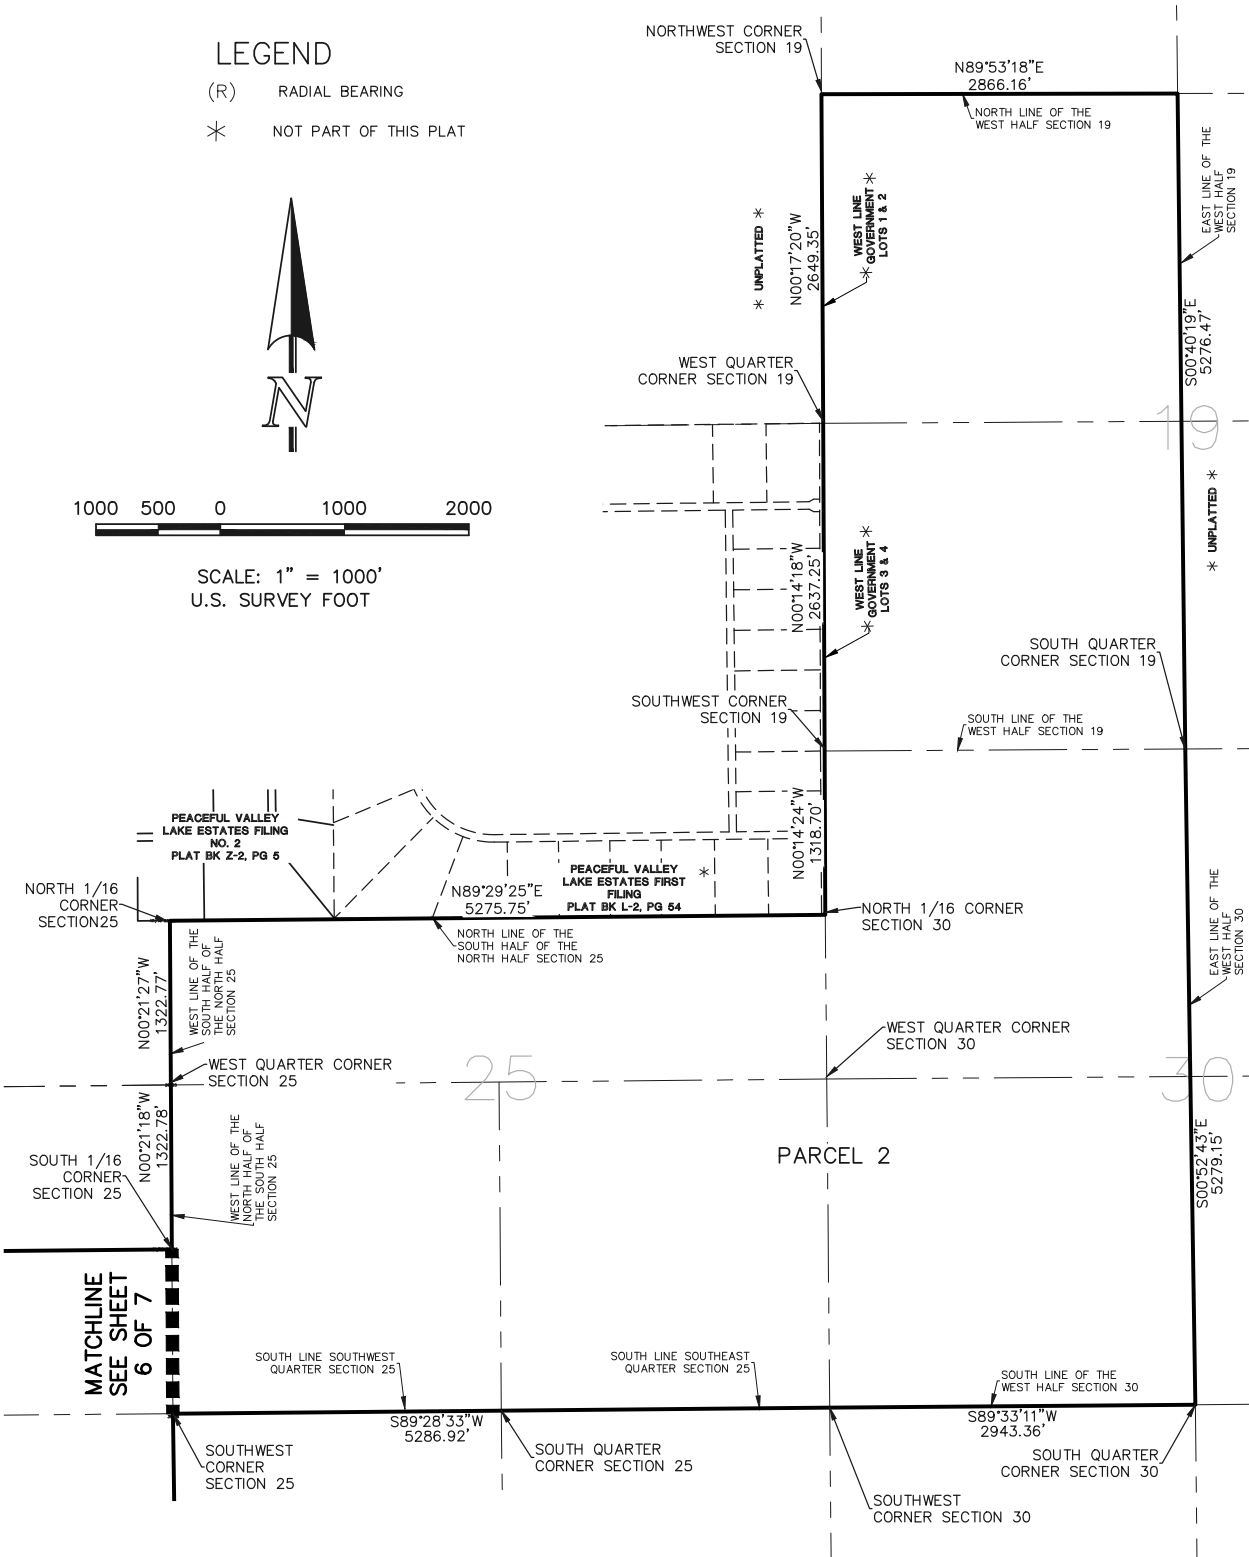 LEGEND
(R) RADIAL BEARING
* NOT PART OF THIS PLAT
N
1000 500 0 1000 2000
SCALE: 1" = 1000'
U.S. SURVEY FOOT
NORTHWEST CORNER
SECTION 19
N89°53'18"E
2866.16'
NORTH LINE OF THE
WEST HALF SECTION 19
EAST LINE OF THE
WEST HALF
SECTION 19
* UNPLATTED *
N00°17'20"W
2649.35'
* WEST LINE
GOVERNMENT *
LOTS 1 & 2
S00°40'19"E
5276.47'
WEST QUARTER
CORNER SECTION 19
19
* UNPLATTED *
N00°14'18"W
2637.25'
* WEST LINE
GOVERNMENT *
LOTS 3 & 4
SOUTH QUARTER
CORNER SECTION 19
SOUTHWEST CORNER
SECTION 19
SOUTH LINE OF THE
WEST HALF SECTION 19
N00°14'24"W
1318.70'
PEACEFUL VALLEY
LAKE ESTATES FILING
NO. 2
PLAT BK Z-2, PG 5
PEACEFUL VALLEY *
LAKE ESTATES FIRST
FILING
PLAT BK L-2, PG 54
N89°29'25"E
5275.75'
NORTH 1/16
CORNER
SECTION25
NORTH 1/16 CORNER
SECTION 30
NORTH LINE OF THE
SOUTH HALF OF THE
NORTH HALF SECTION 25
EAST LINE OF THE
WEST HALF
SECTION 30
N00°21'27"W
1322.77'
WEST LINE OF THE
SOUTH HALF OF
THE NORTH HALF
SECTION 25
WEST QUARTER CORNER
SECTION 30
WEST QUARTER CORNER
SECTION 25
25
30
N00°21'18"W
1322.78'
WEST LINE OF THE
NORTH HALF OF
THE SOUTH HALF
SECTION 25
PARCEL 2
S00°52'43"E
5279.15'
SOUTH 1/16
CORNER
SECTION 25
MATCHLINE
SEE SHEET
6 OF 7
SOUTH LINE SOUTHWEST
QUARTER SECTION 25
SOUTH LINE SOUTHEAST
QUARTER SECTION 25
SOUTH LINE OF THE
WEST HALF SECTION 30
S89°28'33"W
5286.92'
S89°33'11"W
2943.36'
SOUTHWEST
CORNER
SECTION 25
SOUTH QUARTER
CORNER SECTION 25
SOUTH QUARTER
CORNER SECTION 30
SOUTHWEST
CORNER SECTION 30